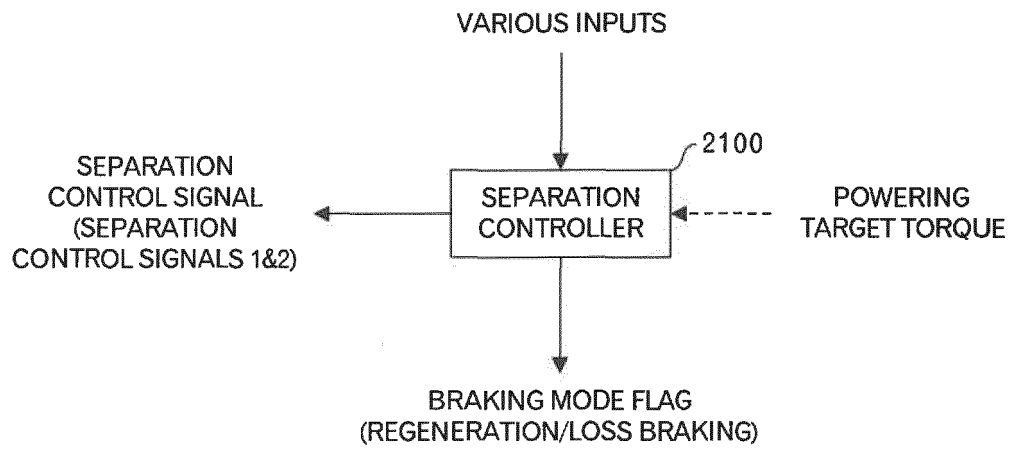 VARIOUS INPUTS
2100
SEPARATION
CONTROL SIGNAL
(SEPARATION
CONTROL SIGNALS 1&2)
SEPARATION
CONTROLLER
POWERING
TARGET TORQUE
BRAKING MODE FLAG
(REGENERATION/LOSS BRAKING)